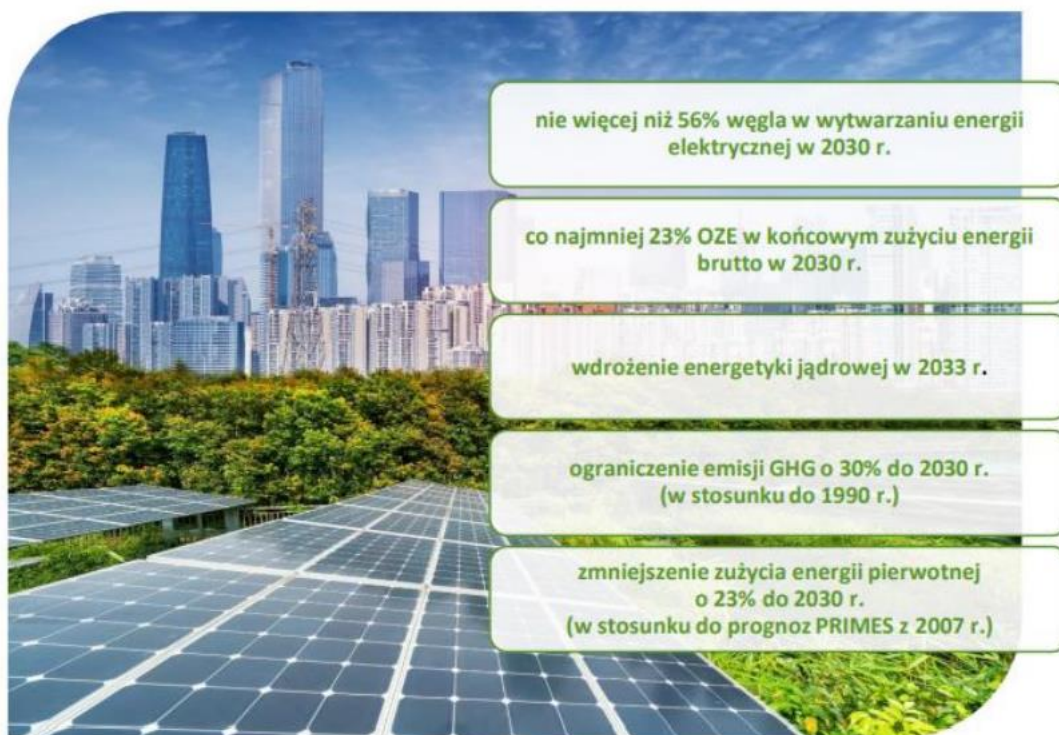 nie więcej niż 56% węgla w wytwarzaniu energii
elektrycznej w 2030 r.
co najmniej 23% OZE w końcowym zużyciu energii
brutto w 2030 r.
wdrożenie energetyki jądrowej w 2033 r.
ograniczenie emisji GHG o 30% do 2030 r.
(w stosunku do 1990 r.)
zmniejszenie zużycia energii pierwotnej
o 23% do 2030 r.
(w stosunku do prognoz PRIMES z 2007 r.)